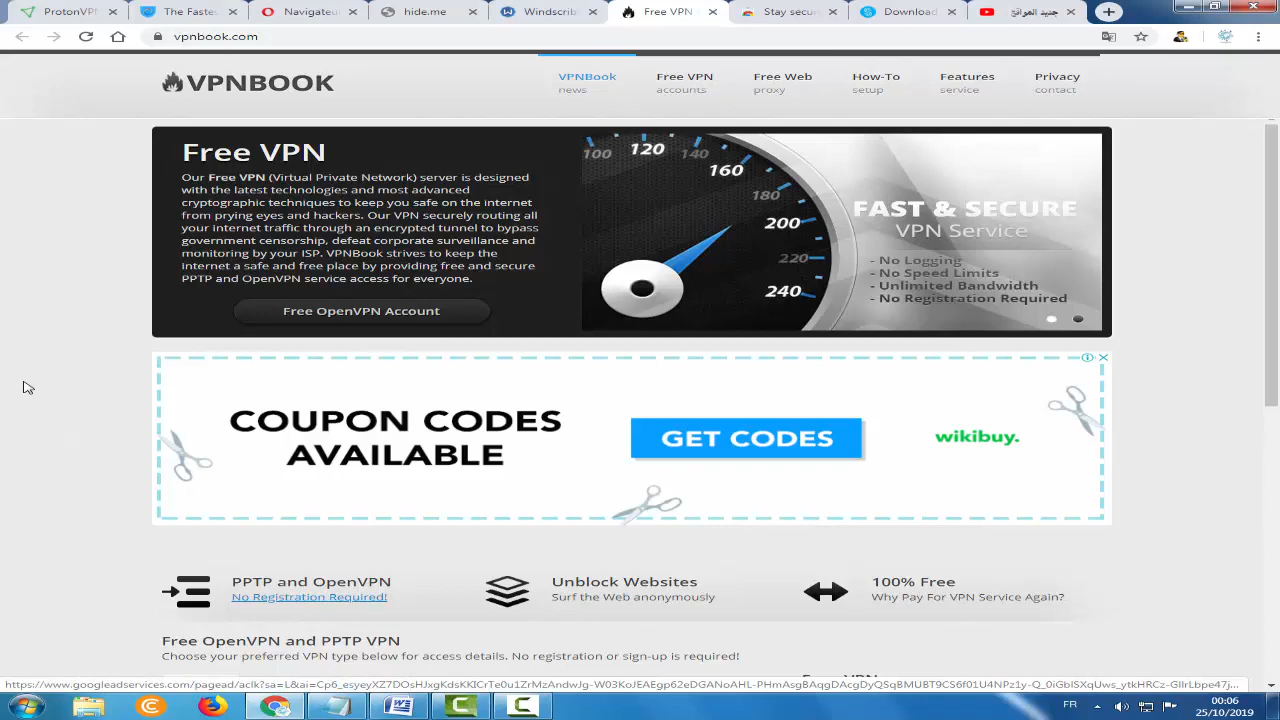 ProtonVPN
The Fastes
Navigateu
hide.me
Windscrib
Free VPN
Stay secur
Download
جديد المواقع
vpnbook.com
VPNBOOK
VPNBook
news
Free VPN
accounts
Free Web
proxy
How-To
setup
Features
service
Privacy
contact
Free VPN
Our Free VPN (Virtual Private Network) server is designed
with the latest technologies and most advanced
cryptographic techniques to keep you safe on the internet
from prying eyes and hackers. Our VPN securely routing all
your internet traffic through an encrypted tunnel to bypass
government censorship, defeat corporate surveillance and
monitoring by your ISP. VPNBook strives to keep the
internet a safe and free place by providing free and secure
PPTP and OpenVPN service access for everyone.
Free OpenVPN Account
100
120
140
160
180
200
220
240
FAST & SECURE
VPN Service
- No Logging
- No Speed Limits
- Unlimited Bandwidth
- No Registration Required
COUPON CODES
AVAILABLE
GET CODES
wikibuy.
PPTP and OpenVPN
No Registration Required!
Unblock Websites
Surf the Web anonymously
100% Free
Why Pay For VPN Service Again?
Free OpenVPN and PPTP VPN
Choose your preferred VPN type below for access details. No registration or sign-up is required!
FR
00:06
25/10/2019